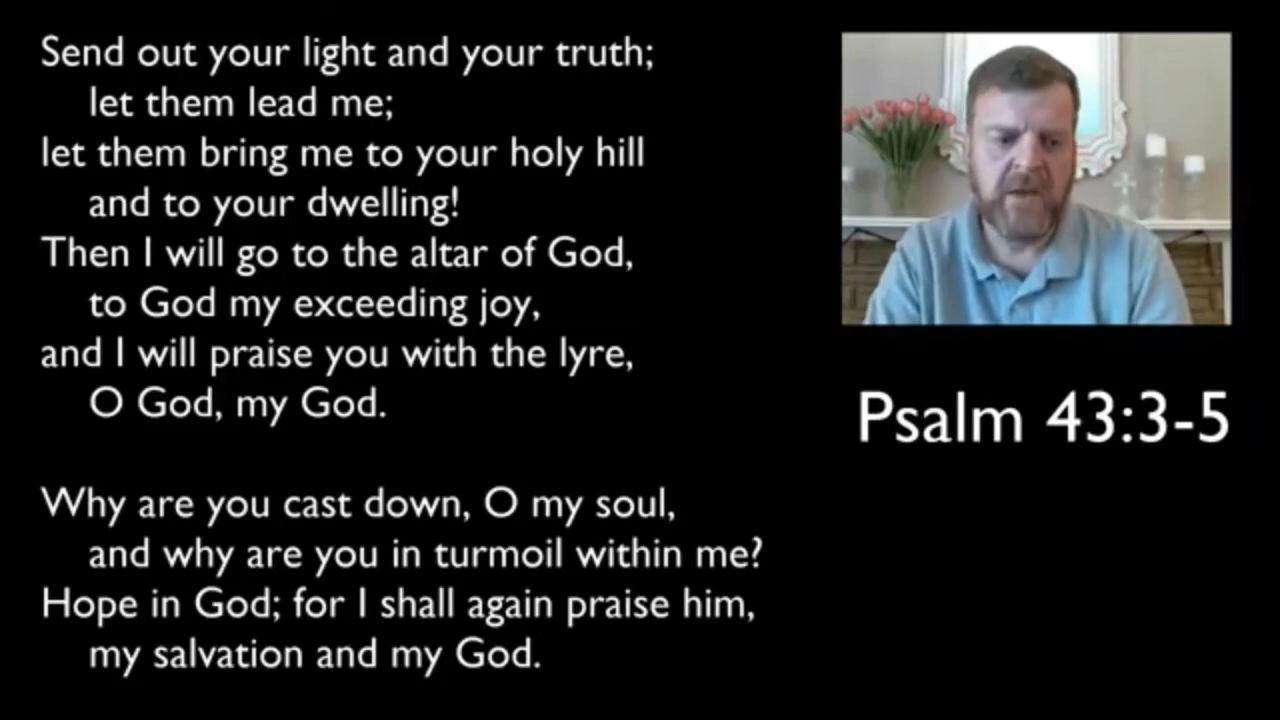 Send out your light and your truth;
let them lead me;
let them bring me to your holy hill
and to your dwelling!
Then I will go to the altar of God,
to God my exceeding joy,
and I will praise you with the lyre,
O God, my God.
Why are you cast down, O my soul,
and why are you in turmoil within me?
Hope in God; for I shall again praise him,
my salvation and my God.
Psalm 43:3-5